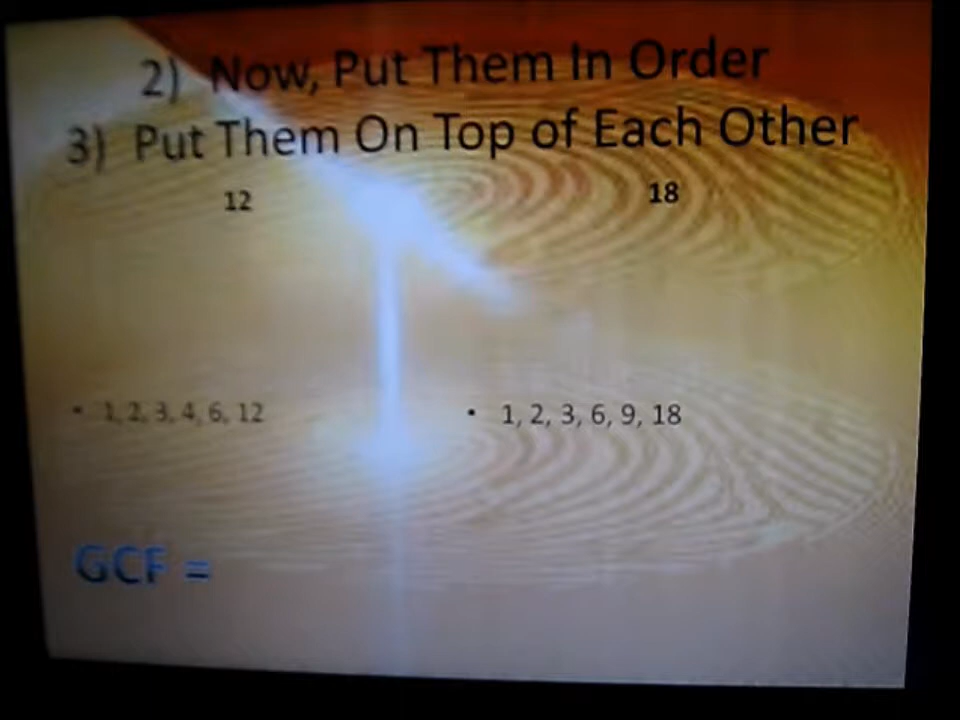 2) Now, Put Them In Order
3) Put Them On Top of Each Other
12
18
• 1, 2, 3, 4, 6, 12
• 1, 2, 3, 6, 9, 18
GCF =